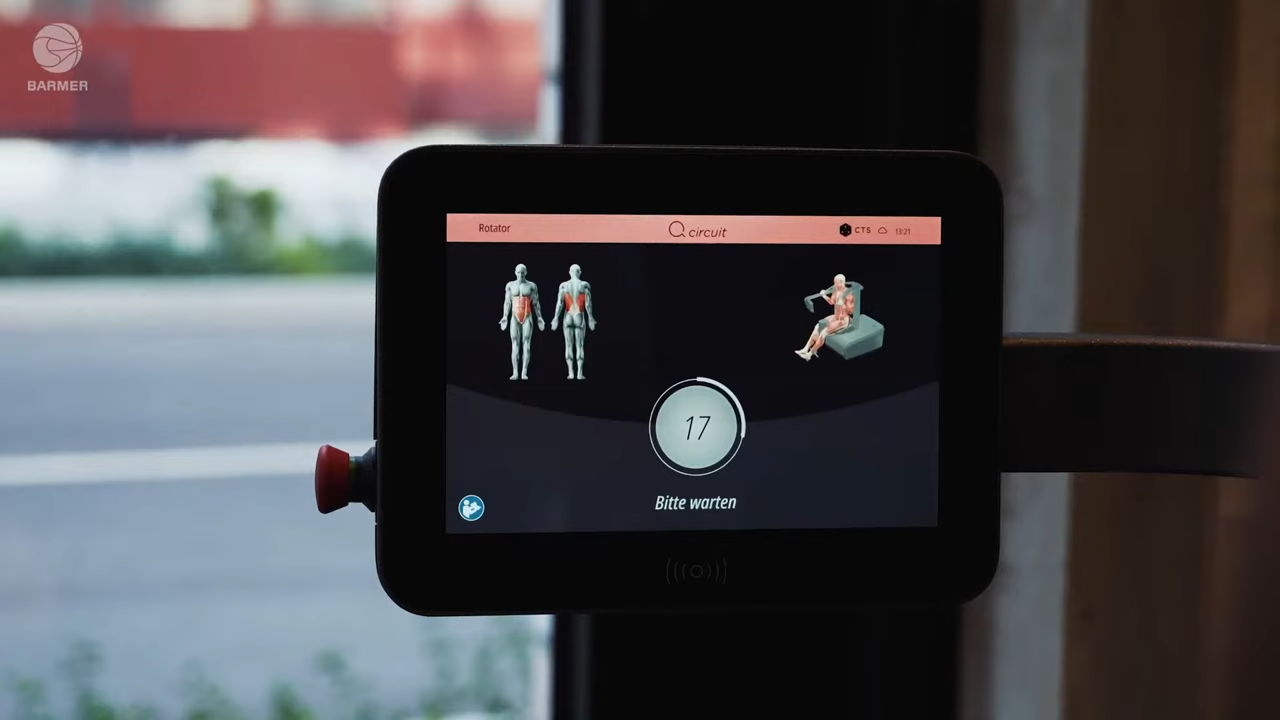 BARMER
Rotator
circuit
CTS 13:21
17
Bitte warten